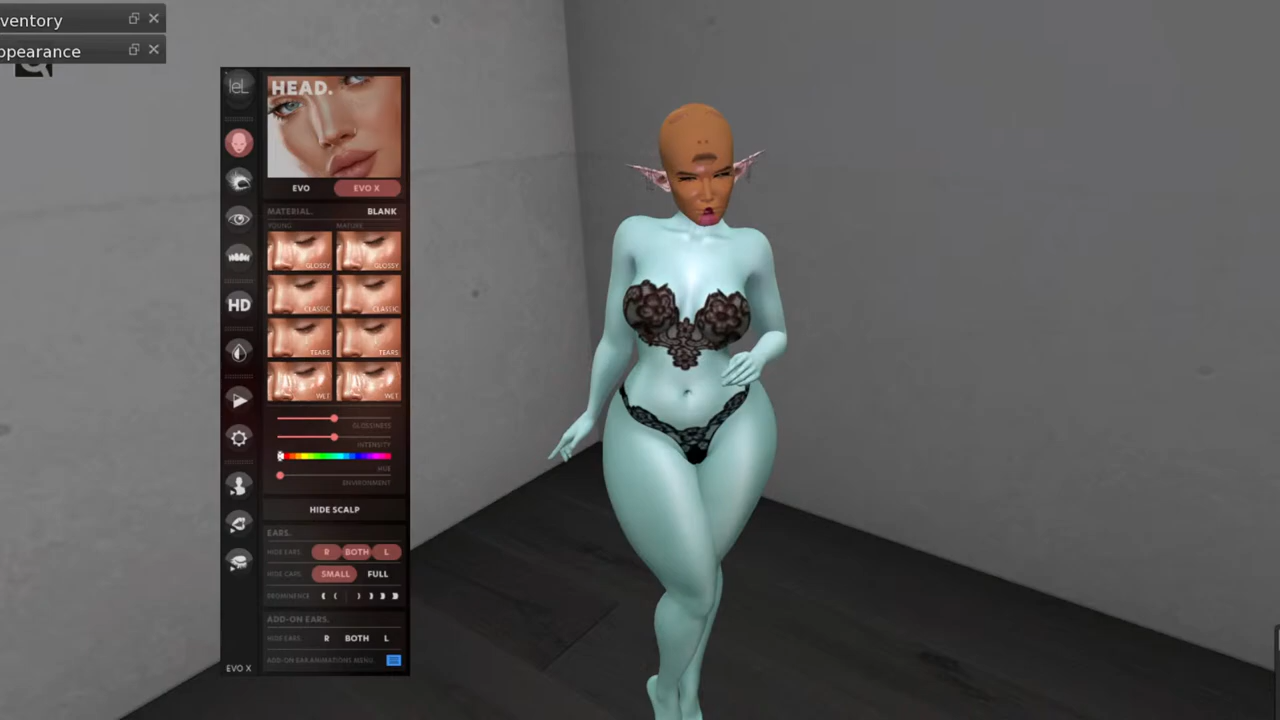 ventory
ppearance
leL
HEAD.
EVO EVO X
MATERIAL. BLANK
YOUNG MATURE
GLOSSY GLOSSY
CLASSIC CLASSIC
HD
TEARS TEARS
WET WET
GLOSSINESS
INTENSITY
HUE
ENVIRONMENT
HIDE SCALP
EARS.
HIDE EARS: R BOTH L
HIDE CAPS: SMALL FULL
PROMINENCE
ADD-ON EARS.
HIDE EARS: R BOTH L
ADD-ON EAR ANIMATIONS MENU:
EVO X